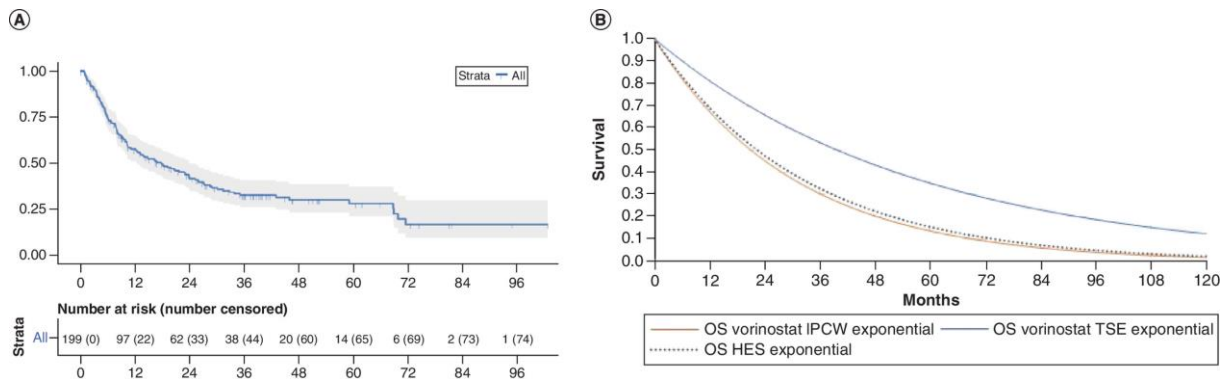 A
1.00
0.75
0.50
0.25
0.00
Strata All
0 12 24 36 48 60 72 84 96
Number at risk (number censored)
Strata
All
199 (0) 97 (22) 62 (33) 38 (44) 20 (60) 14 (65) 6 (69) 2 (73) 1 (74)
0 12 24 36 48 60 72 84 96
B
Survival
1.0
0.9
0.8
0.7
0.6
0.5
0.4
0.3
0.2
0.1
0.0
0 12 24 36 48 60 72 84 96 108 120
Months
OS vorinostat IPCW exponential OS vorinostat TSE exponential
OS HES exponential